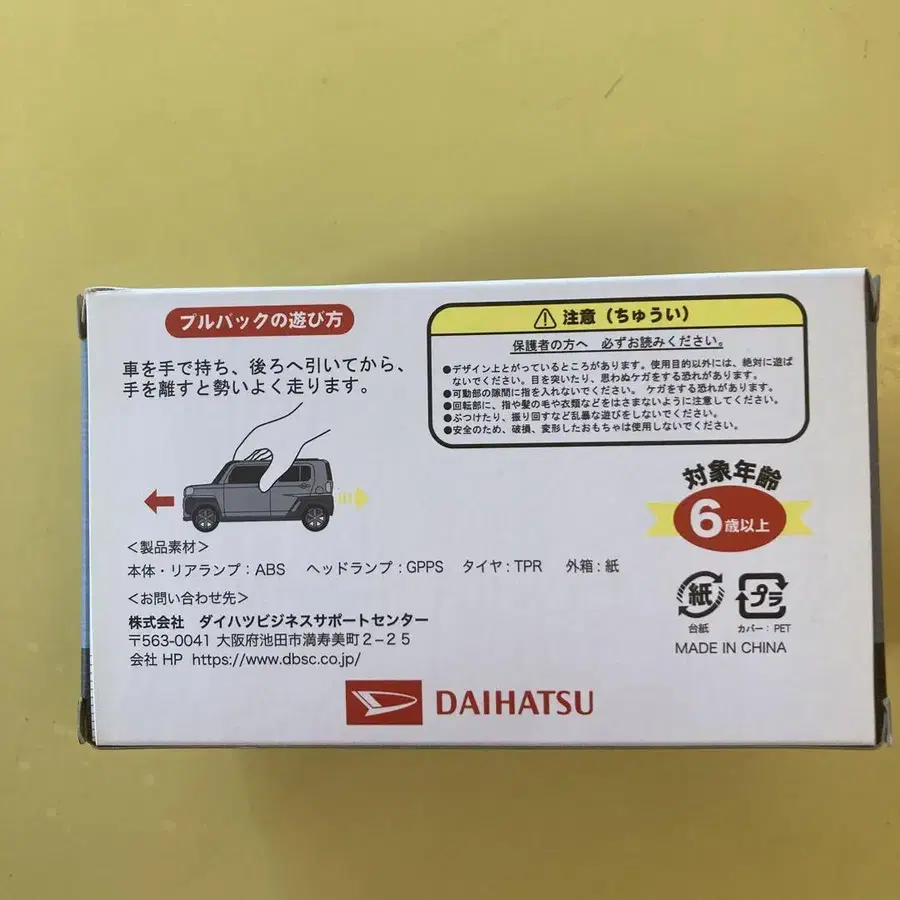 プルバックの遊び方
車を手で持ち、後ろへ引いてから、
手を離すと勢いよく走ります。
注意（ちゅうい）
保護者の方へ　必ずお読みください。
●デザイン上とがっているところがあります。使用目的以外には、絶対に遊ば
ないでください。目を突いたり、思わぬケガをする恐れがあります。
●可動部の隙間に指を入れないでください。 ケガをする恐れがあります。
●回転部に、指や髪の毛や衣類などをはさまないように注意してください。
●ぶつけたり、振り回すなど乱暴な遊びをしないでください。
●安全のため、破損、変形したおもちゃは使用しないでください。
対象年齢
6歳以上
＜製品素材＞
本体・リアランプ：ABS　ヘッドランプ：GPPS　タイヤ：TPR　外箱：紙
＜お問い合わせ先＞
株式会社　ダイハツビジネスサポートセンター
〒563-0041 大阪府池田市満寿美町２−２５
会社 HP https://www.dbsc.co.jp/
紙
台紙
プラ
カバー：PET
MADE IN CHINA
DAIHATSU